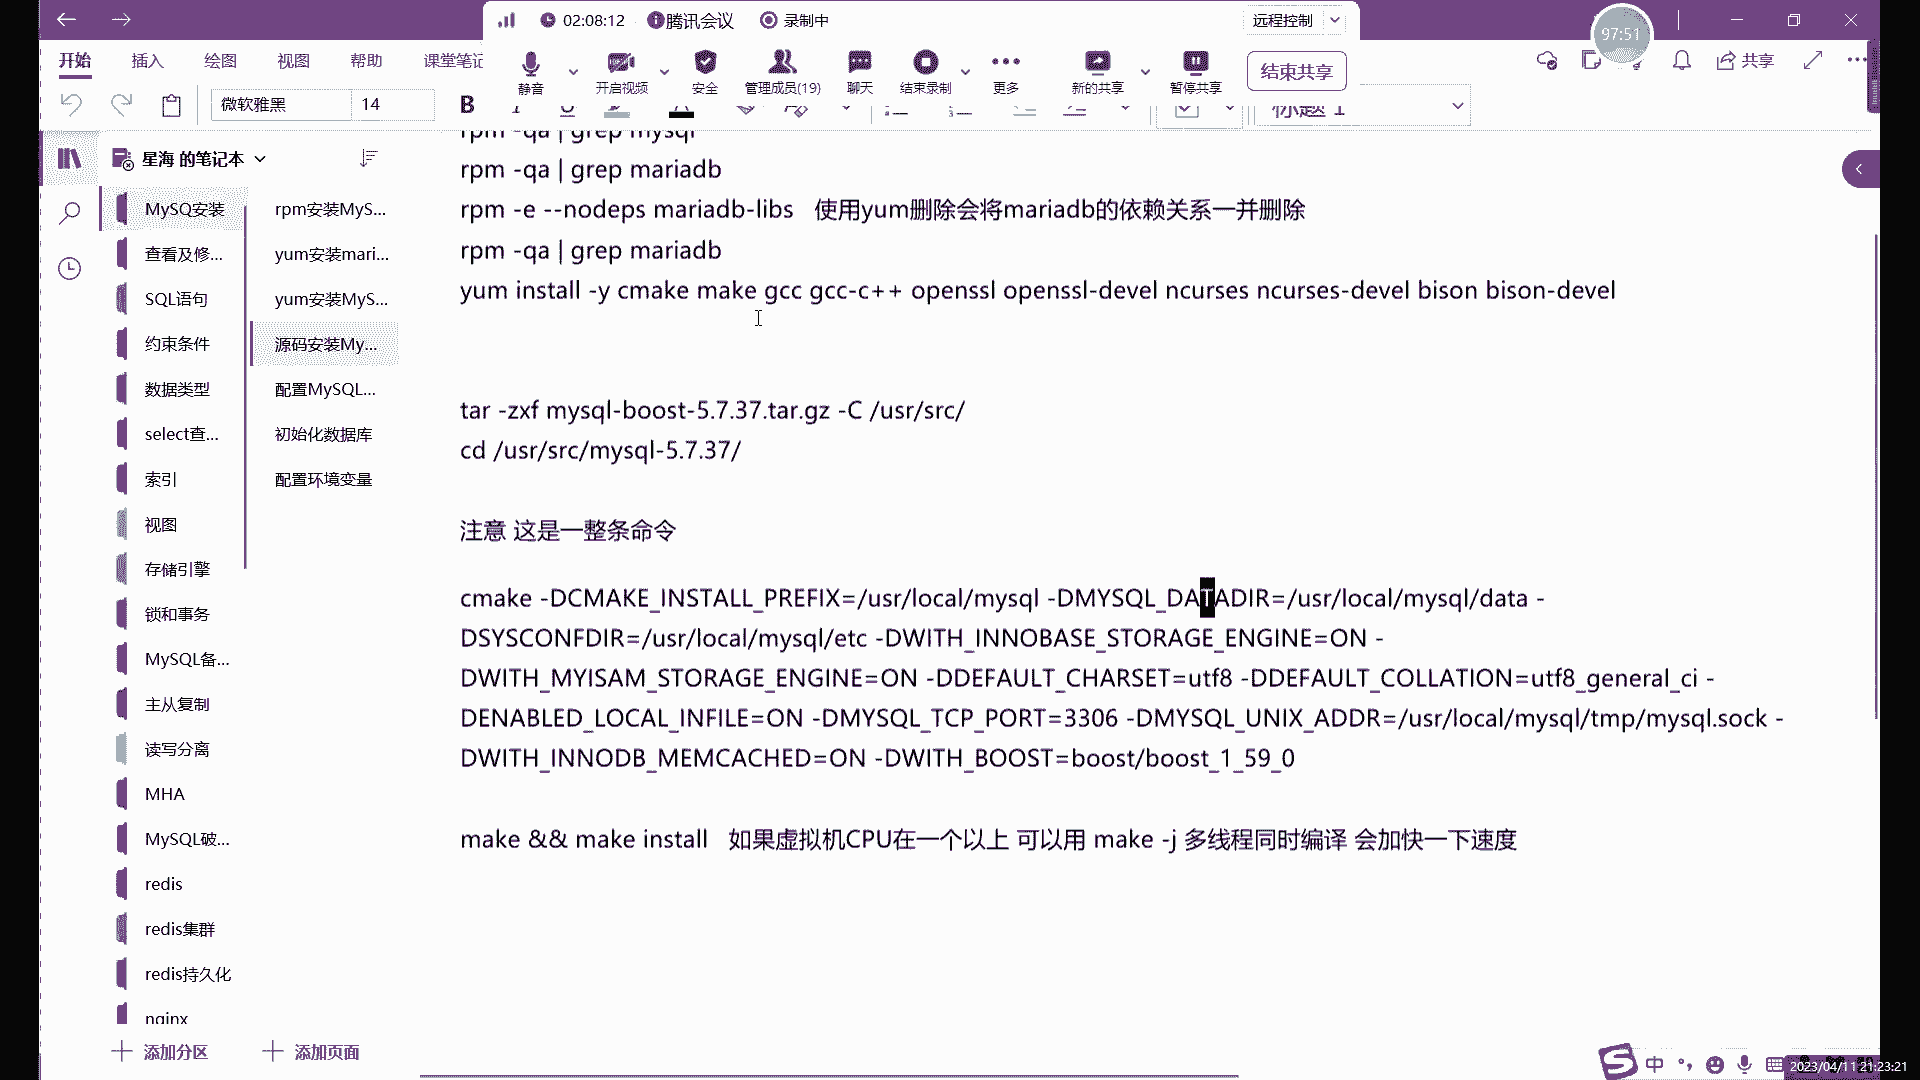 02:08:12 腾讯会议 录制中 远程控制
97:51
开始 插入 绘图 视图 帮助 课堂笔记
静音 开启视频 安全 管理成员(19) 聊天 结束录制 更多 新的共享 暂停共享 结束共享
共享
微软雅黑 14 B
标题 1
星海 的笔记本
MySQ安装
查看及修...
SQL语句
约束条件
数据类型
select查...
索引
视图
存储引擎
锁和事务
MySQL备...
主从复制
读写分离
MHA
MySQL破...
redis
redis集群
redis持久化
nginx
添加分区
rpm安装MyS...
yum安装mari...
yum安装MyS...
源码安装My...
配置MySQL...
初始化数据库
配置环境变量
添加页面
rpm -qa | grep mysql
rpm -qa | grep mariadb
rpm -e --nodeps mariadb-libs 使用yum删除会将mariadb的依赖关系一并删除
rpm -qa | grep mariadb
yum install -y cmake make gcc gcc-c++ openssl openssl-devel ncurses ncurses-devel bison bison-devel
tar -zxf mysql-boost-5.7.37.tar.gz -C /usr/src/
cd /usr/src/mysql-5.7.37/
注意 这是一整条命令
cmake -DCMAKE_INSTALL_PREFIX=/usr/local/mysql -DMYSQL_DATADIR=/usr/local/mysql/data -
DSYSCONFDIR=/usr/local/mysql/etc -DWITH_INNOBASE_STORAGE_ENGINE=ON -
DWITH_MYISAM_STORAGE_ENGINE=ON -DDEFAULT_CHARSET=utf8 -DDEFAULT_COLLATION=utf8_general_ci -
DENABLED_LOCAL_INFILE=ON -DMYSQL_TCP_PORT=3306 -DMYSQL_UNIX_ADDR=/usr/local/mysql/tmp/mysql.sock -
DWITH_INNODB_MEMCACHED=ON -DWITH_BOOST=boost/boost_1_59_0
make && make install 如果虚拟机CPU在一个以上 可以用 make -j 多线程同时编译 会加快一下速度
中
2023/04/11 21:23:21